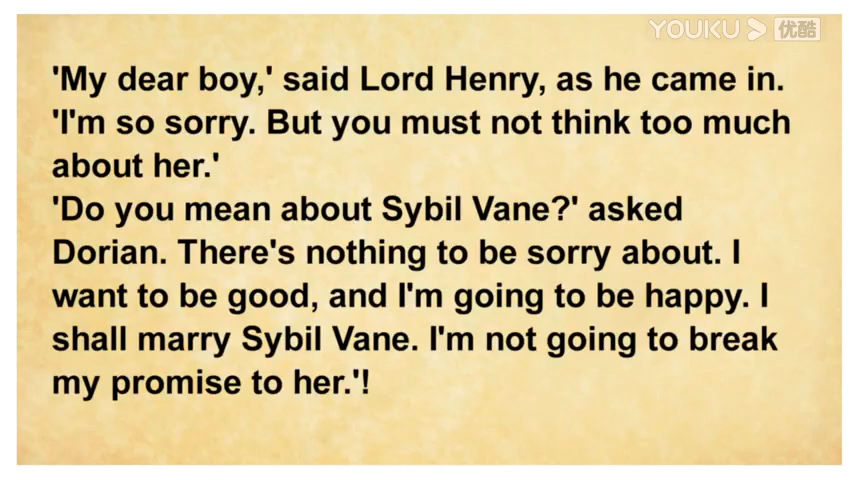 YOUKU 优酷
'My dear boy,' said Lord Henry, as he came in.
'I'm so sorry. But you must not think too much
about her.'
'Do you mean about Sybil Vane?' asked
Dorian. There's nothing to be sorry about. I
want to be good, and I'm going to be happy. I
shall marry Sybil Vane. I'm not going to break
my promise to her.'!